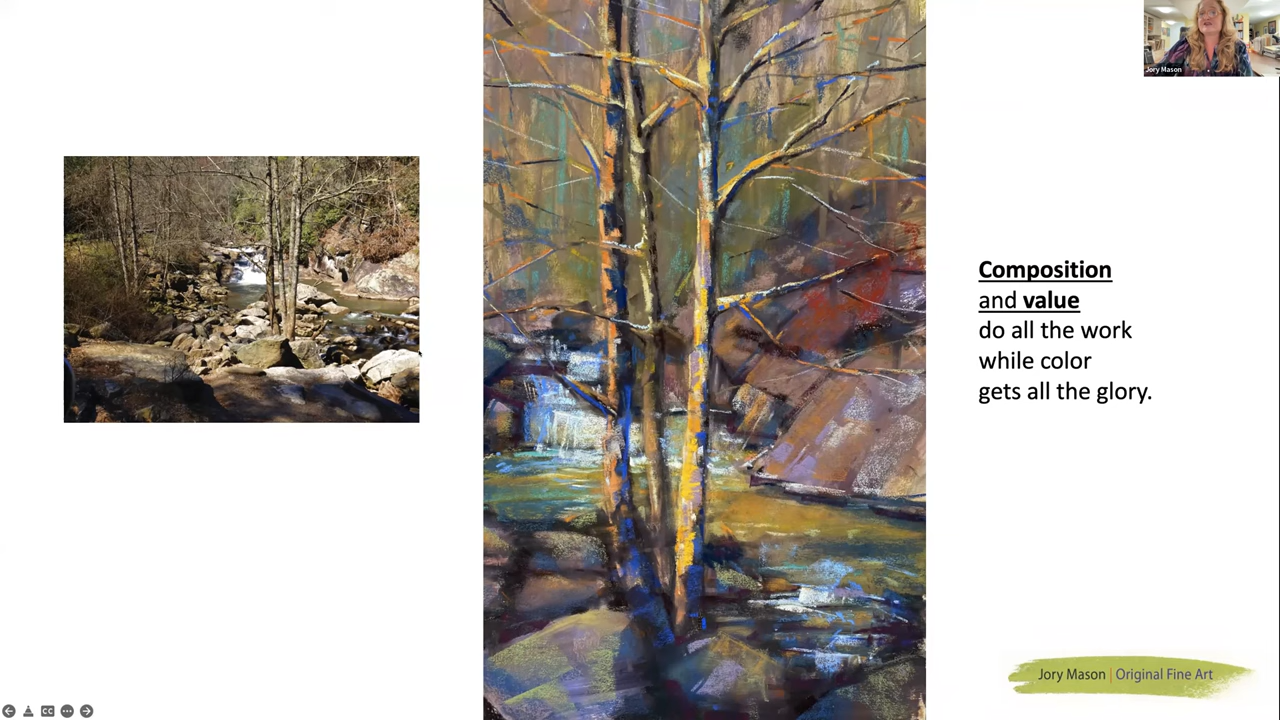 Jory Mason
Composition
and value
do all the work
while color
gets all the glory.
Jory Mason | Original Fine Art
CC